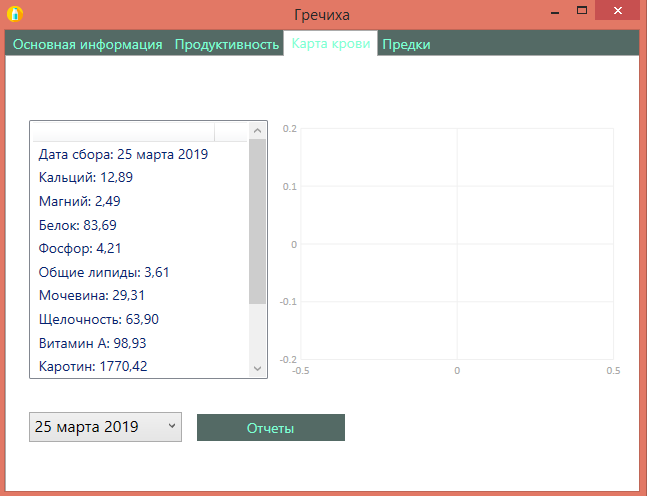 Гречиха
Основная информация Продуктивность Карта крови Предки
Дата сбора: 25 марта 2019
Кальций: 12,89
Магний: 2,49
Белок: 83,69
Фосфор: 4,21
Общие липиды: 3,61
Мочевина: 29,31
Щелочность: 63,90
Витамин А: 98,93
Каротин: 1770,42
0.2
0.1
0
-0.1
-0.2
-0.5 0 0.5
25 марта 2019
Отчеты